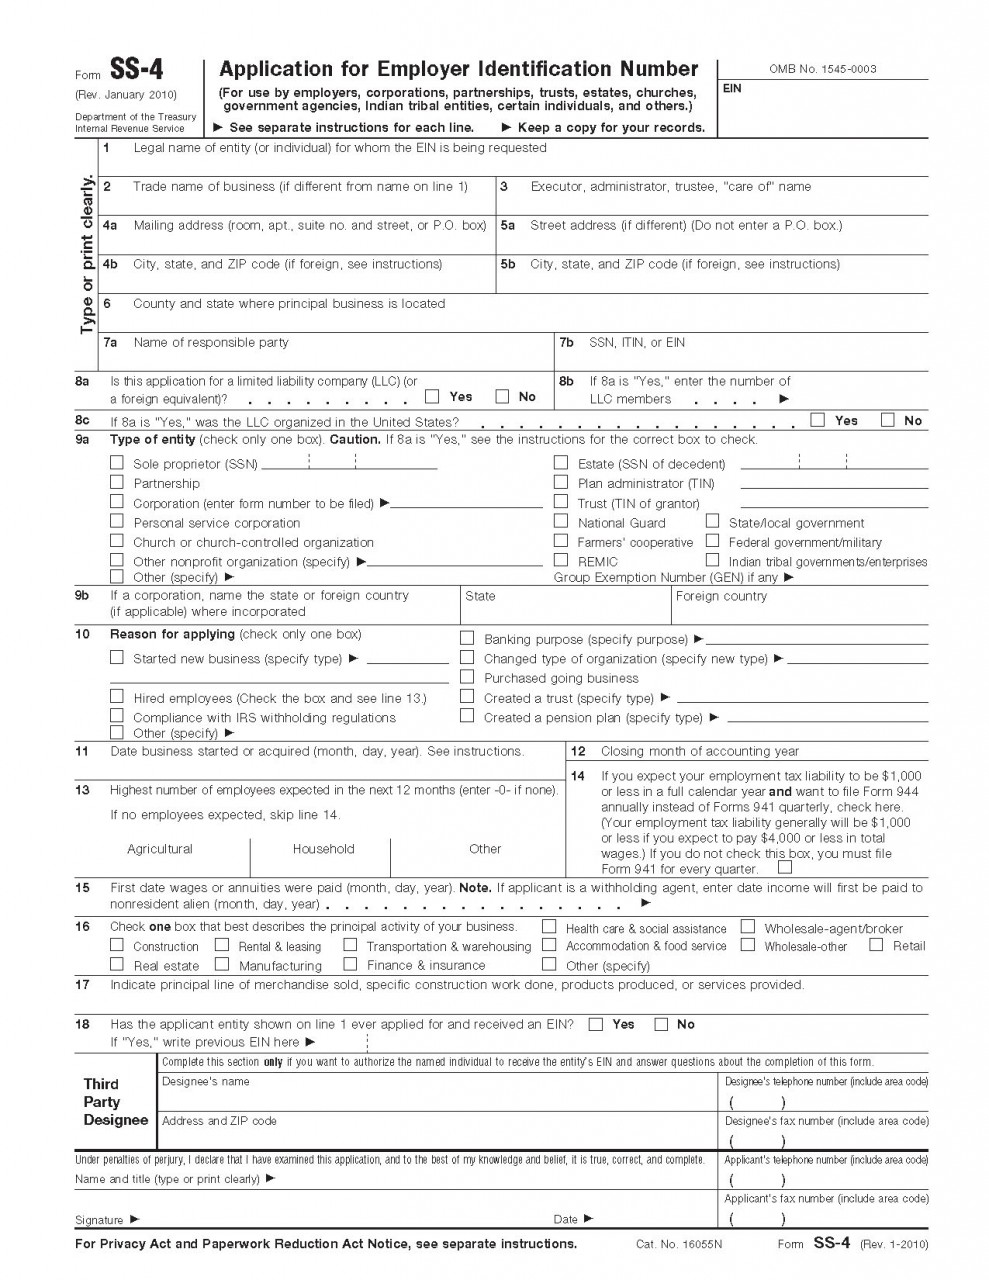 Form SS-4
(Rev. January 2010)
Department of the Treasury
Internal Revenue Service
Application for Employer Identification Number
(For use by employers, corporations, partnerships, trusts, estates, churches,
government agencies, Indian tribal entities, certain individuals, and others.)
► See separate instructions for each line. ► Keep a copy for your records.
OMB No. 1545-0003
EIN
Type or print clearly.
1 Legal name of entity (or individual) for whom the EIN is being requested
2 Trade name of business (if different from name on line 1)
3 Executor, administrator, trustee, "care of" name
4a Mailing address (room, apt., suite no. and street, or P.O. box)
5a Street address (if different) (Do not enter a P.O. box.)
4b City, state, and ZIP code (if foreign, see instructions)
5b City, state, and ZIP code (if foreign, see instructions)
6 County and state where principal business is located
7a Name of responsible party
7b SSN, ITIN, or EIN
8a Is this application for a limited liability company (LLC) (or
a foreign equivalent)? . . . . . . . . . Yes No
8b If 8a is "Yes," enter the number of
LLC members . . . . ►
8c If 8a is "Yes," was the LLC organized in the United States? . . . . . . . . . . . . . . . . Yes No
9a Type of entity (check only one box). Caution. If 8a is "Yes," see the instructions for the correct box to check.
Sole proprietor (SSN)
Partnership
Corporation (enter form number to be filed) ►
Personal service corporation
Church or church-controlled organization
Other nonprofit organization (specify) ►
Other (specify) ►
Estate (SSN of decedent)
Plan administrator (TIN)
Trust (TIN of grantor)
National Guard State/local government
Farmers' cooperative Federal government/military
REMIC Indian tribal governments/enterprises
Group Exemption Number (GEN) if any ►
9b If a corporation, name the state or foreign country
(if applicable) where incorporated
State
Foreign country
10 Reason for applying (check only one box)
Started new business (specify type) ►
Hired employees (Check the box and see line 13.)
Compliance with IRS withholding regulations
Other (specify) ►
Banking purpose (specify purpose) ►
Changed type of organization (specify new type) ►
Purchased going business
Created a trust (specify type) ►
Created a pension plan (specify type) ►
11 Date business started or acquired (month, day, year). See instructions.
12 Closing month of accounting year
13 Highest number of employees expected in the next 12 months (enter -0- if none).
If no employees expected, skip line 14.
Agricultural Household Other
14 If you expect your employment tax liability to be $1,000
or less in a full calendar year and want to file Form 944
annually instead of Forms 941 quarterly, check here.
(Your employment tax liability generally will be $1,000
or less if you expect to pay $4,000 or less in total
wages.) If you do not check this box, you must file
Form 941 for every quarter.
15 First date wages or annuities were paid (month, day, year). Note. If applicant is a withholding agent, enter date income will first be paid to
nonresident alien (month, day, year) . . . . . . . . . . . . . . . . . ►
16 Check one box that best describes the principal activity of your business. Health care & social assistance Wholesale-agent/broker
Construction Rental & leasing Transportation & warehousing Accommodation & food service Wholesale-other Retail
Real estate Manufacturing Finance & insurance Other (specify)
17 Indicate principal line of merchandise sold, specific construction work done, products produced, or services provided.
18 Has the applicant entity shown on line 1 ever applied for and received an EIN? Yes No
If "Yes," write previous EIN here ►
Third
Party
Designee
Complete this section only if you want to authorize the named individual to receive the entity's EIN and answer questions about the completion of this form.
Designee's name
Designee's telephone number (include area code)
( )
Address and ZIP code
Designee's fax number (include area code)
( )
Under penalties of perjury, I declare that I have examined this application, and to the best of my knowledge and belief, it is true, correct, and complete.
Applicant's telephone number (include area code)
Name and title (type or print clearly) ►
( )
Applicant's fax number (include area code)
Signature ► Date ►
( )
For Privacy Act and Paperwork Reduction Act Notice, see separate instructions. Cat. No. 16055N Form SS-4 (Rev. 1-2010)